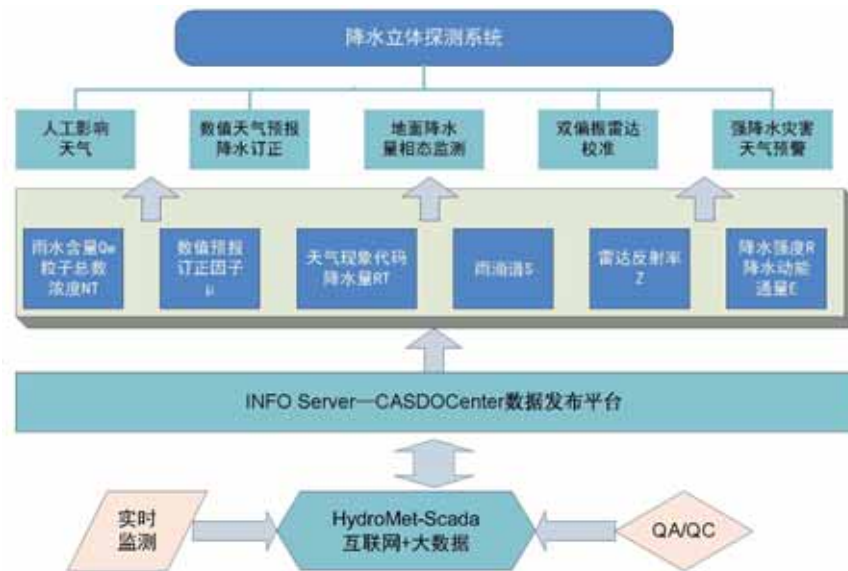 降水立体探测系统
人工影响
天气
数值天气预报
降水订正
地面降水
量相态监测
双偏振雷达
校准
强降水灾害
天气预警
雨水含量Qw
粒子总数
浓度NT
数值预报
订正因子
μ
天气现象代码
降水量RT
雨滴谱S
雷达反射率
Z
降水强度R
降水动能
通量E
INFO Server—CASDOCenter数据发布平台
实时
监测
HydroMet-Scada
互联网+大数据
QA/QC